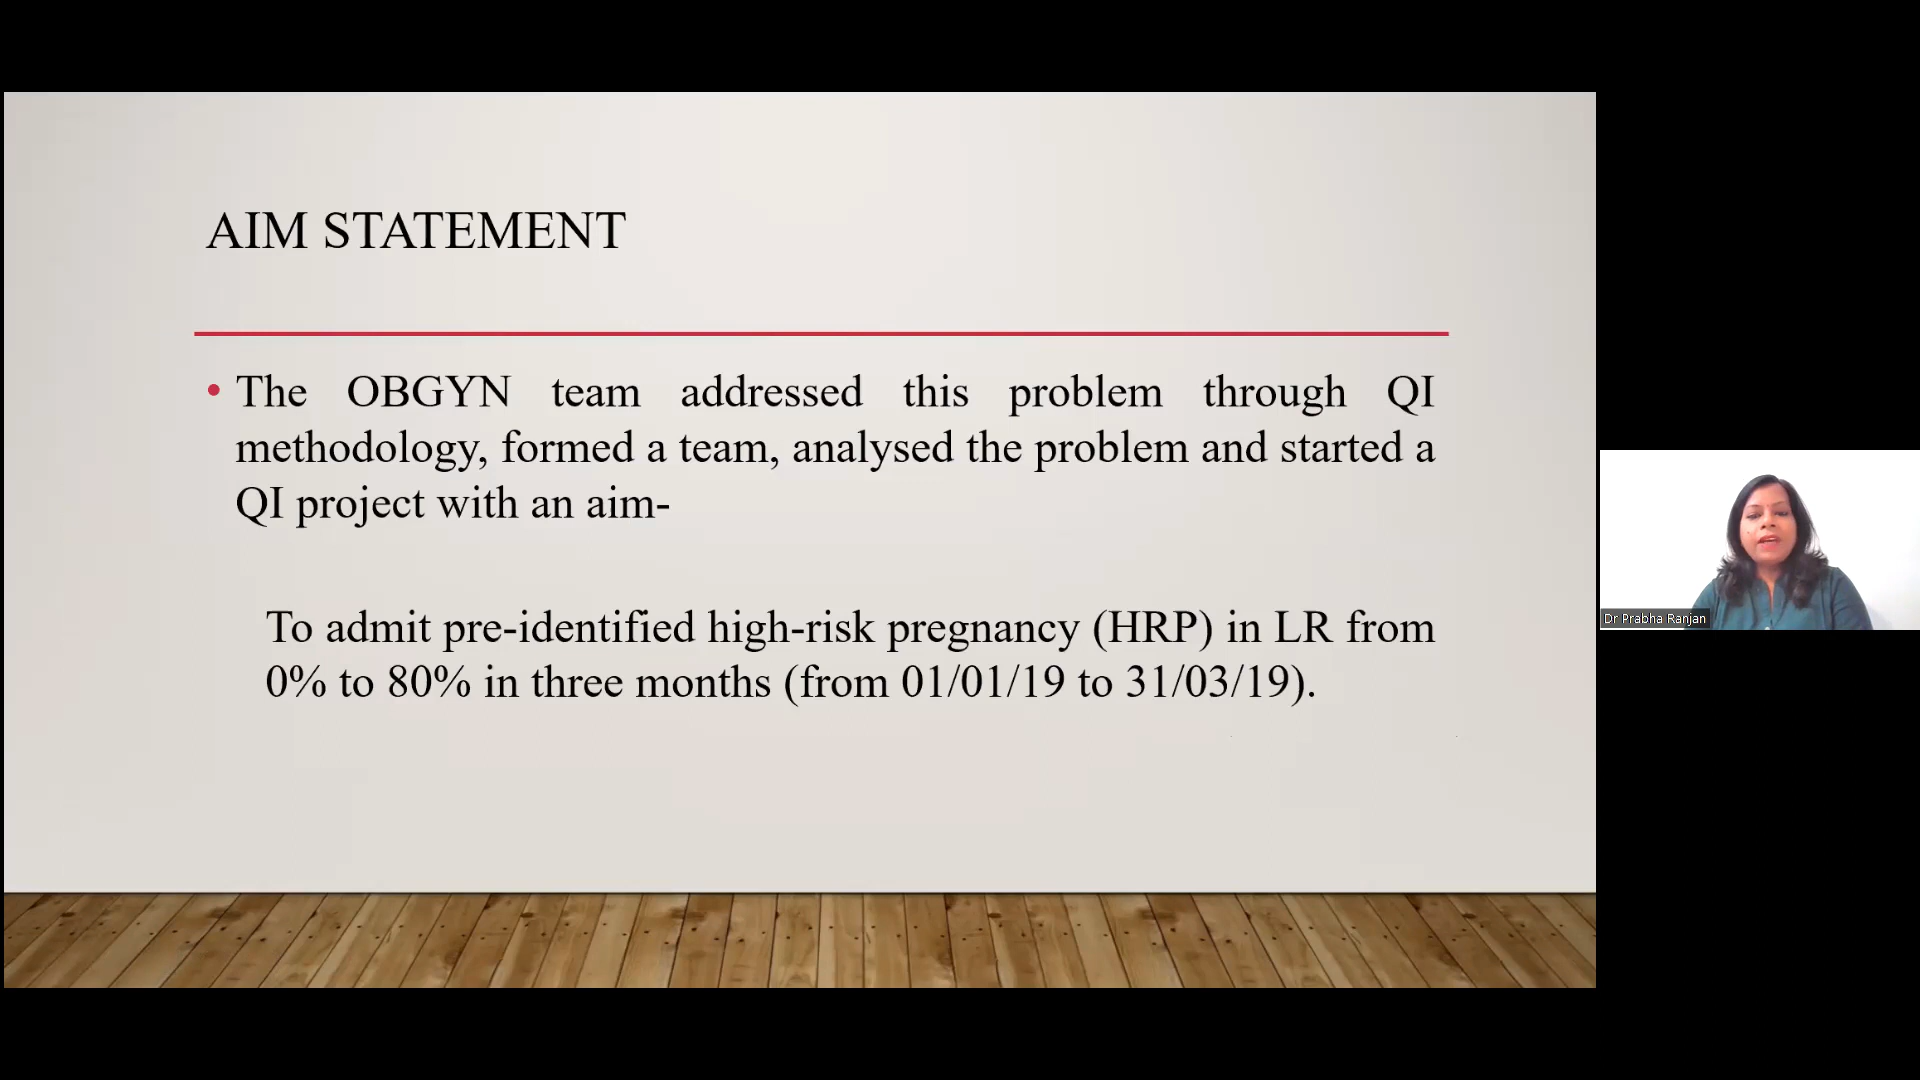 AIM STATEMENT
• The OBGYN team addressed this problem through QI
methodology, formed a team, analysed the problem and started a
QI project with an aim-
To admit pre-identified high-risk pregnancy (HRP) in LR from
0% to 80% in three months (from 01/01/19 to 31/03/19).
Dr Prabha Ranjan